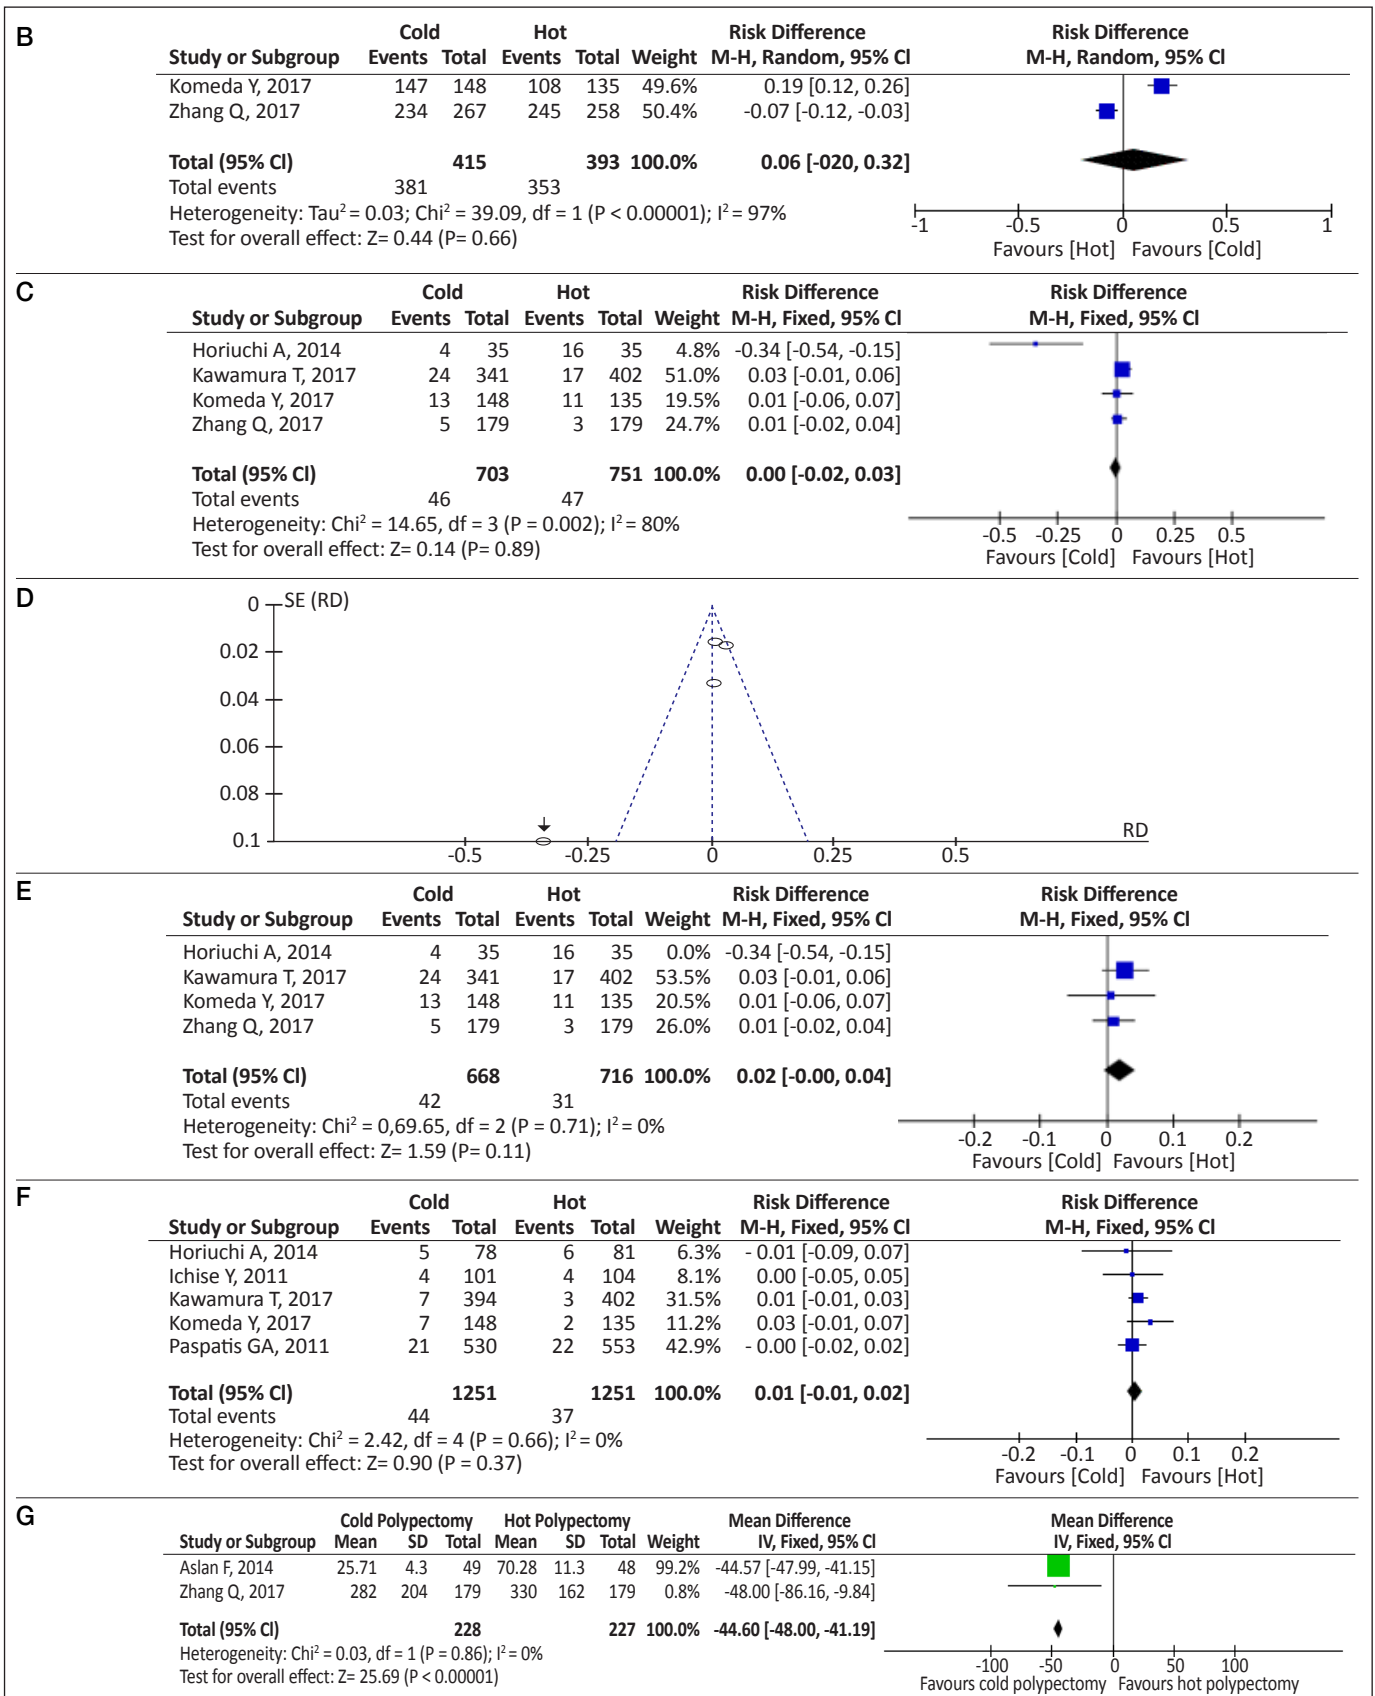 B
Cold Hot Risk Difference Risk Difference
Study or Subgroup Events Total Events Total Weight M-H, Random, 95% Cl M-H, Random, 95% Cl
Komeda Y, 2017 147 148 108 135 49.6% 0.19 [0.12, 0.26]
Zhang Q, 2017 234 267 245 258 50.4% -0.07 [-0.12, -0.03]
Total (95% Cl) 415 393 100.0% 0.06 [-020, 0.32]
Total events 381 353
Heterogeneity: Tau² = 0.03; Chi² = 39.09, df = 1 (P < 0.00001); I² = 97%
Test for overall effect: Z= 0.44 (P= 0.66)
-1 -0.5 0 0.5 1
Favours [Hot] Favours [Cold]
C
Cold Hot Risk Difference Risk Difference
Study or Subgroup Events Total Events Total Weight M-H, Fixed, 95% Cl M-H, Fixed, 95% Cl
Horiuchi A, 2014 4 35 16 35 4.8% -0.34 [-0.54, -0.15]
Kawamura T, 2017 24 341 17 402 51.0% 0.03 [-0.01, 0.06]
Komeda Y, 2017 13 148 11 135 19.5% 0.01 [-0.06, 0.07]
Zhang Q, 2017 5 179 3 179 24.7% 0.01 [-0.02, 0.04]
Total (95% Cl) 703 751 100.0% 0.00 [-0.02, 0.03]
Total events 46 47
Heterogeneity: Chi² = 14.65, df = 3 (P = 0.002); I² = 80%
Test for overall effect: Z= 0.14 (P= 0.89)
-0.5 -0.25 0 0.25 0.5
Favours [Cold] Favours [Hot]
D
0 SE (RD)
0.02
0.04
0.06
0.08
0.1
RD
-0.5 -0.25 0 0.25 0.5
E
Cold Hot Risk Difference Risk Difference
Study or Subgroup Events Total Events Total Weight M-H, Fixed, 95% Cl M-H, Fixed, 95% Cl
Horiuchi A, 2014 4 35 16 35 0.0% -0.34 [-0.54, -0.15]
Kawamura T, 2017 24 341 17 402 53.5% 0.03 [-0.01, 0.06]
Komeda Y, 2017 13 148 11 135 20.5% 0.01 [-0.06, 0.07]
Zhang Q, 2017 5 179 3 179 26.0% 0.01 [-0.02, 0.04]
Total (95% Cl) 668 716 100.0% 0.02 [-0.00, 0.04]
Total events 42 31
Heterogeneity: Chi² = 0,69.65, df = 2 (P = 0.71); I² = 0%
Test for overall effect: Z= 1.59 (P= 0.11)
-0.2 -0.1 0 0.1 0.2
Favours [Cold] Favours [Hot]
F
Cold Hot Risk Difference Risk Difference
Study or Subgroup Events Total Events Total Weight M-H, Fixed, 95% Cl M-H, Fixed, 95% Cl
Horiuchi A, 2014 5 78 6 81 6.3% - 0.01 [-0.09, 0.07]
Ichise Y, 2011 4 101 4 104 8.1% 0.00 [-0.05, 0.05]
Kawamura T, 2017 7 394 3 402 31.5% 0.01 [-0.01, 0.03]
Komeda Y, 2017 7 148 2 135 11.2% 0.03 [-0.01, 0.07]
Paspatis GA, 2011 21 530 22 553 42.9% - 0.00 [-0.02, 0.02]
Total (95% Cl) 1251 1251 100.0% 0.01 [-0.01, 0.02]
Total events 44 37
Heterogeneity: Chi² = 2.42, df = 4 (P = 0.66); I² = 0%
Test for overall effect: Z= 0.90 (P = 0.37)
-0.2 -0.1 0 0.1 0.2
Favours [Cold] Favours [Hot]
G
Cold Polypectomy Hot Polypectomy Mean Difference Mean Difference
Study or Subgroup Mean SD Total Mean SD Total Weight IV, Fixed, 95% Cl IV, Fixed, 95% Cl
Aslan F, 2014 25.71 4.3 49 70.28 11.3 48 99.2% -44.57 [-47.99, -41.15]
Zhang Q, 2017 282 204 179 330 162 179 0.8% -48.00 [-86.16, -9.84]
Total (95% Cl) 228 227 100.0% -44.60 [-48.00, -41.19]
Heterogeneity: Chi² = 0.03, df = 1 (P = 0.86); I² = 0%
Test for overall effect: Z= 25.69 (P < 0.00001)
-100 -50 0 50 100
Favours cold polypectomy Favours hot polypectomy